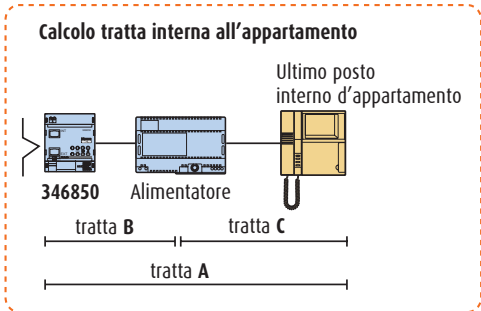 Calcolo tratta interna all'appartamento
Ultimo posto
interno d'appartamento
346850
Alimentatore
tratta B
tratta C
tratta A